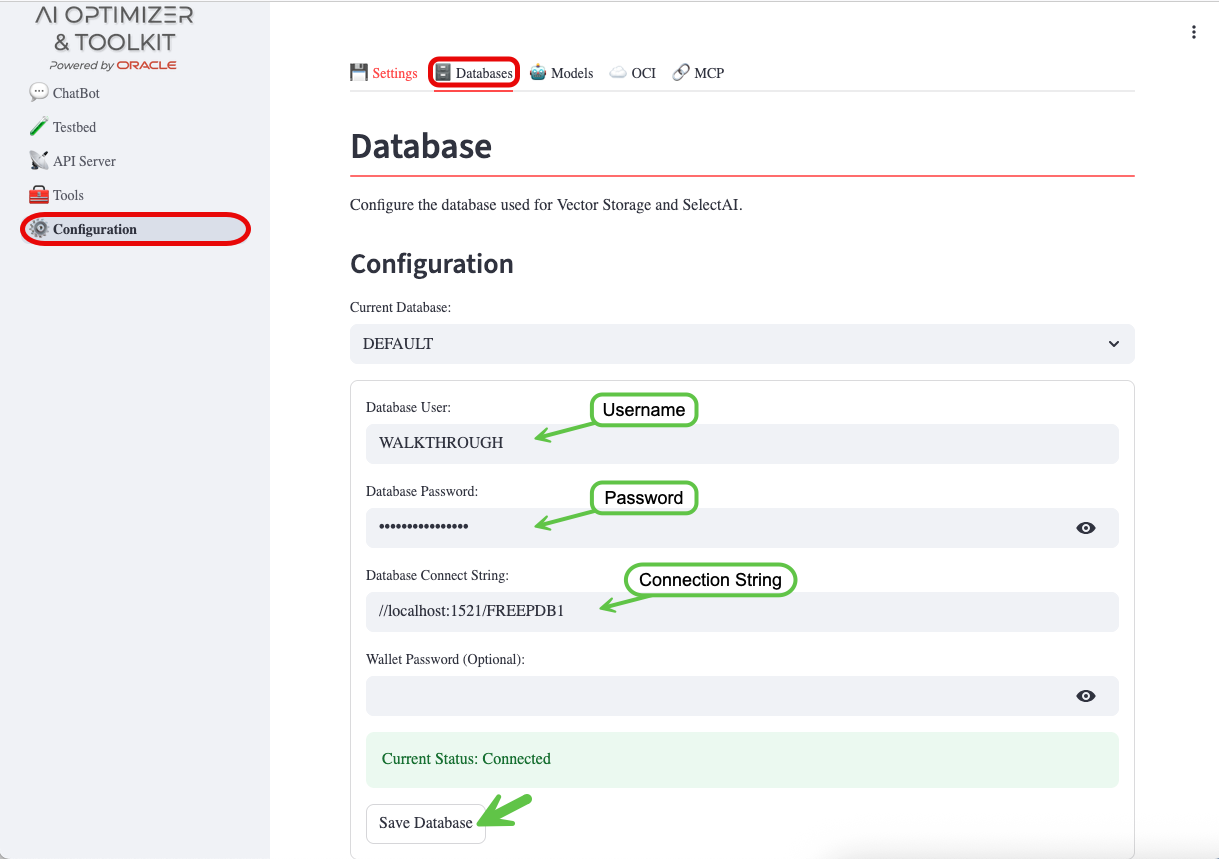 AI OPTIMIZER
& TOOLKIT
Powered by ORACLE
ChatBot
Testbed
API Server
Tools
Configuration
Settings Databases Models OCI MCP
Database
Configure the database used for Vector Storage and SelectAI.
Configuration
Current Database:
DEFAULT
Database User:
Username
WALKTHROUGH
Database Password:
Password
••••••••••••••••
Database Connect String:
Connection String
//localhost:1521/FREEPDB1
Wallet Password (Optional):
Current Status: Connected
Save Database